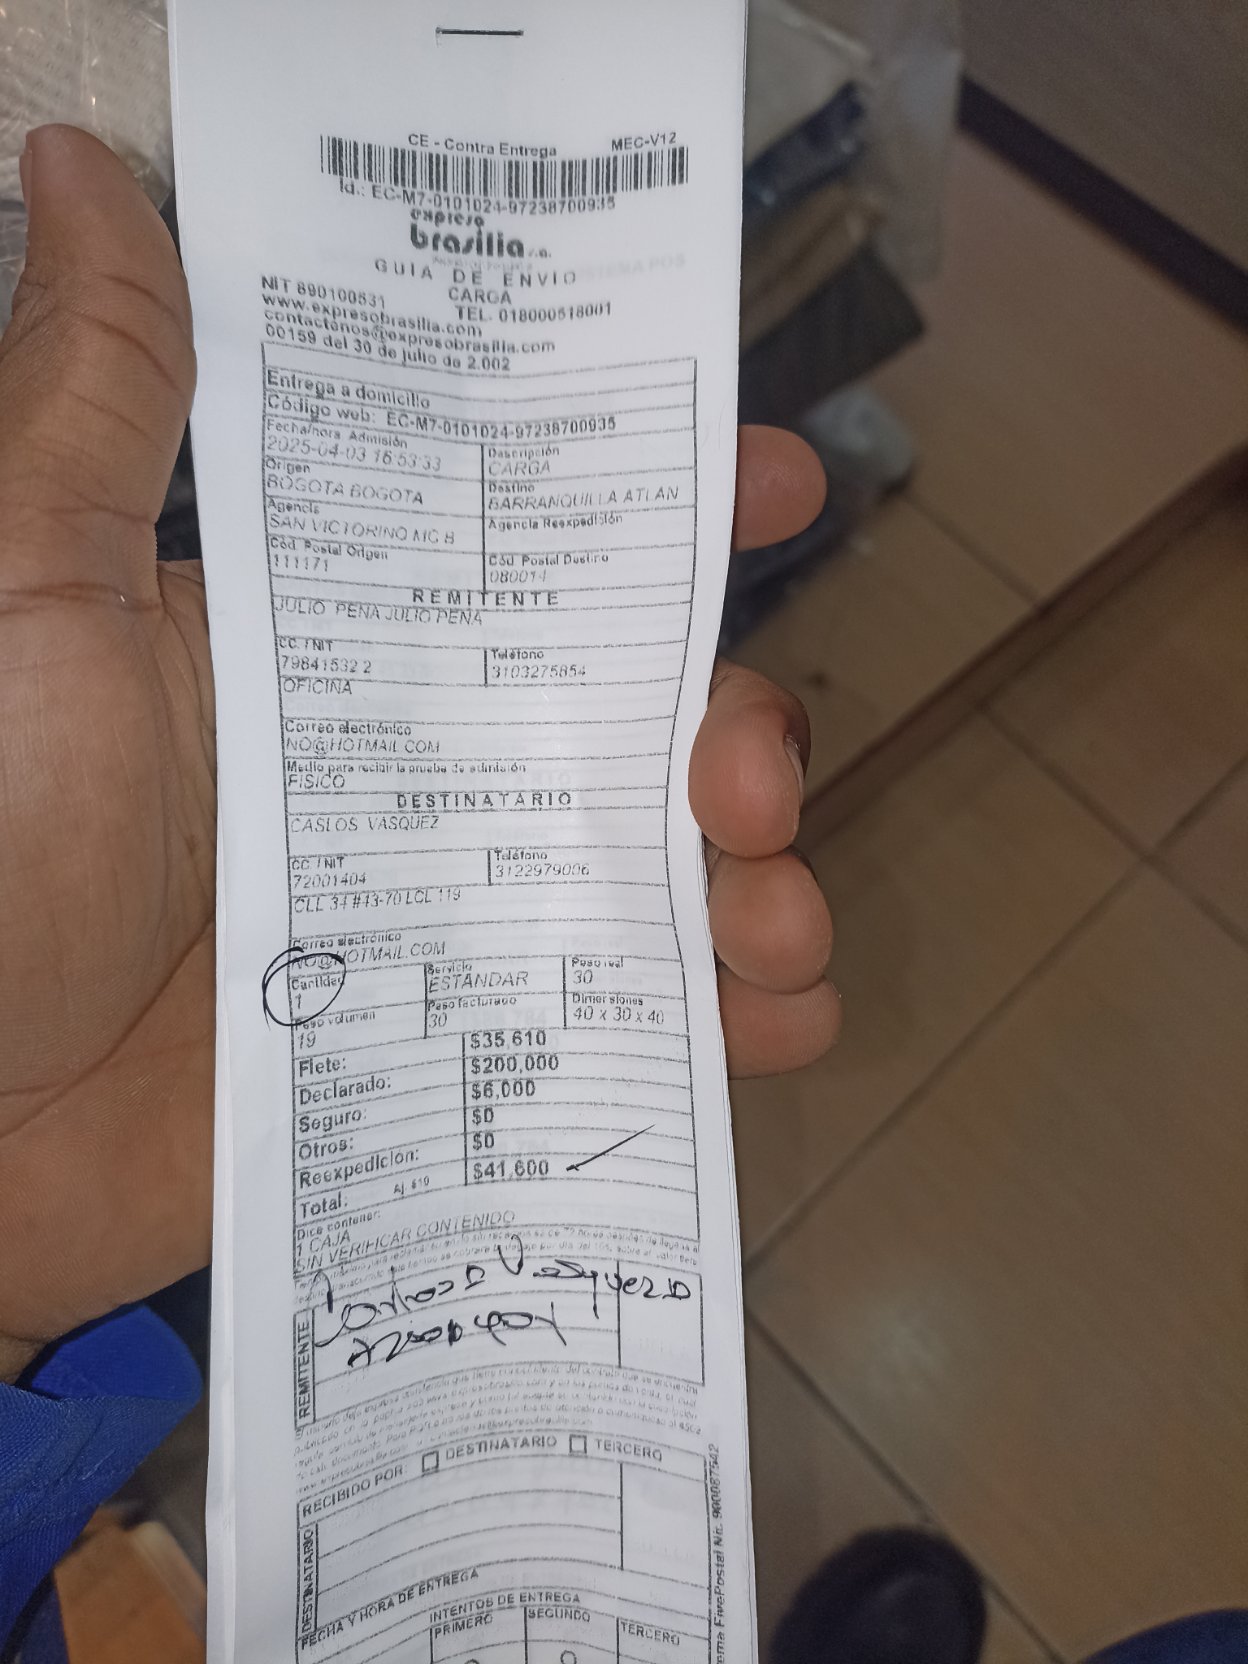 CE - Contra Entrega MEC-V12
Id.: EC-M7-0101024-97238700935
expreso
brasilia s.a.
GUIA DE ENVIO
NIT 890100531 CARGA
www.expresobrasilia.com TEL. 018000518001
contactenos@expresobrasilia.com
00159 del 30 de julio de 2.002
Entrega a domicilio
Código web: EC-M7-0101024-97238700935
Fecha/hora Admisión Descripción
2025-04-03 16:53:33 CARGA
Origen Destino
BOGOTA BOGOTA BARRANQUILLA ATLAN
Agencia Agencia Reexpedición
SAN VICTORINO MC B
Cód. Postal Origen Cód. Postal Destino
111171 080014
REMITENTE
JULIO PENA JULIO PENA
CC. / NIT Teléfono
79841532 2 3103275854
OFICINA
Correo electrónico
NO@HOTMAIL.COM
Medio para recibir la prueba de admisión
FISICO
DESTINATARIO
CASLOS VASQUEZ
CC. / NIT Teléfono
72001404 3122979006
CLL 34 #43-70 LCL 119
Correo electrónico
NO@HOTMAIL.COM
Cantidad Servicio Peso real
1 ESTANDAR 30
Peso volumen Peso facturado Dimensiones
19 30 40 x 30 x 40
Flete: $35,610
Declarado: $200,000
Seguro: $6,000
Otros: $0
Reexpedición: $0
Total: Aj. $10 $41,600
Dice contener:
1 CAJA
SIN VERIFICAR CONTENIDO
Carlos Vasquez
72001404
REMITENTE
RECIBIDO POR: DESTINATARIO TERCERO
DESTINATARIO
FECHA Y HORA DE ENTREGA
INTENTOS DE ENTREGA
PRIMERO SEGUNDO TERCERO
FivePostal Nit. 900087542